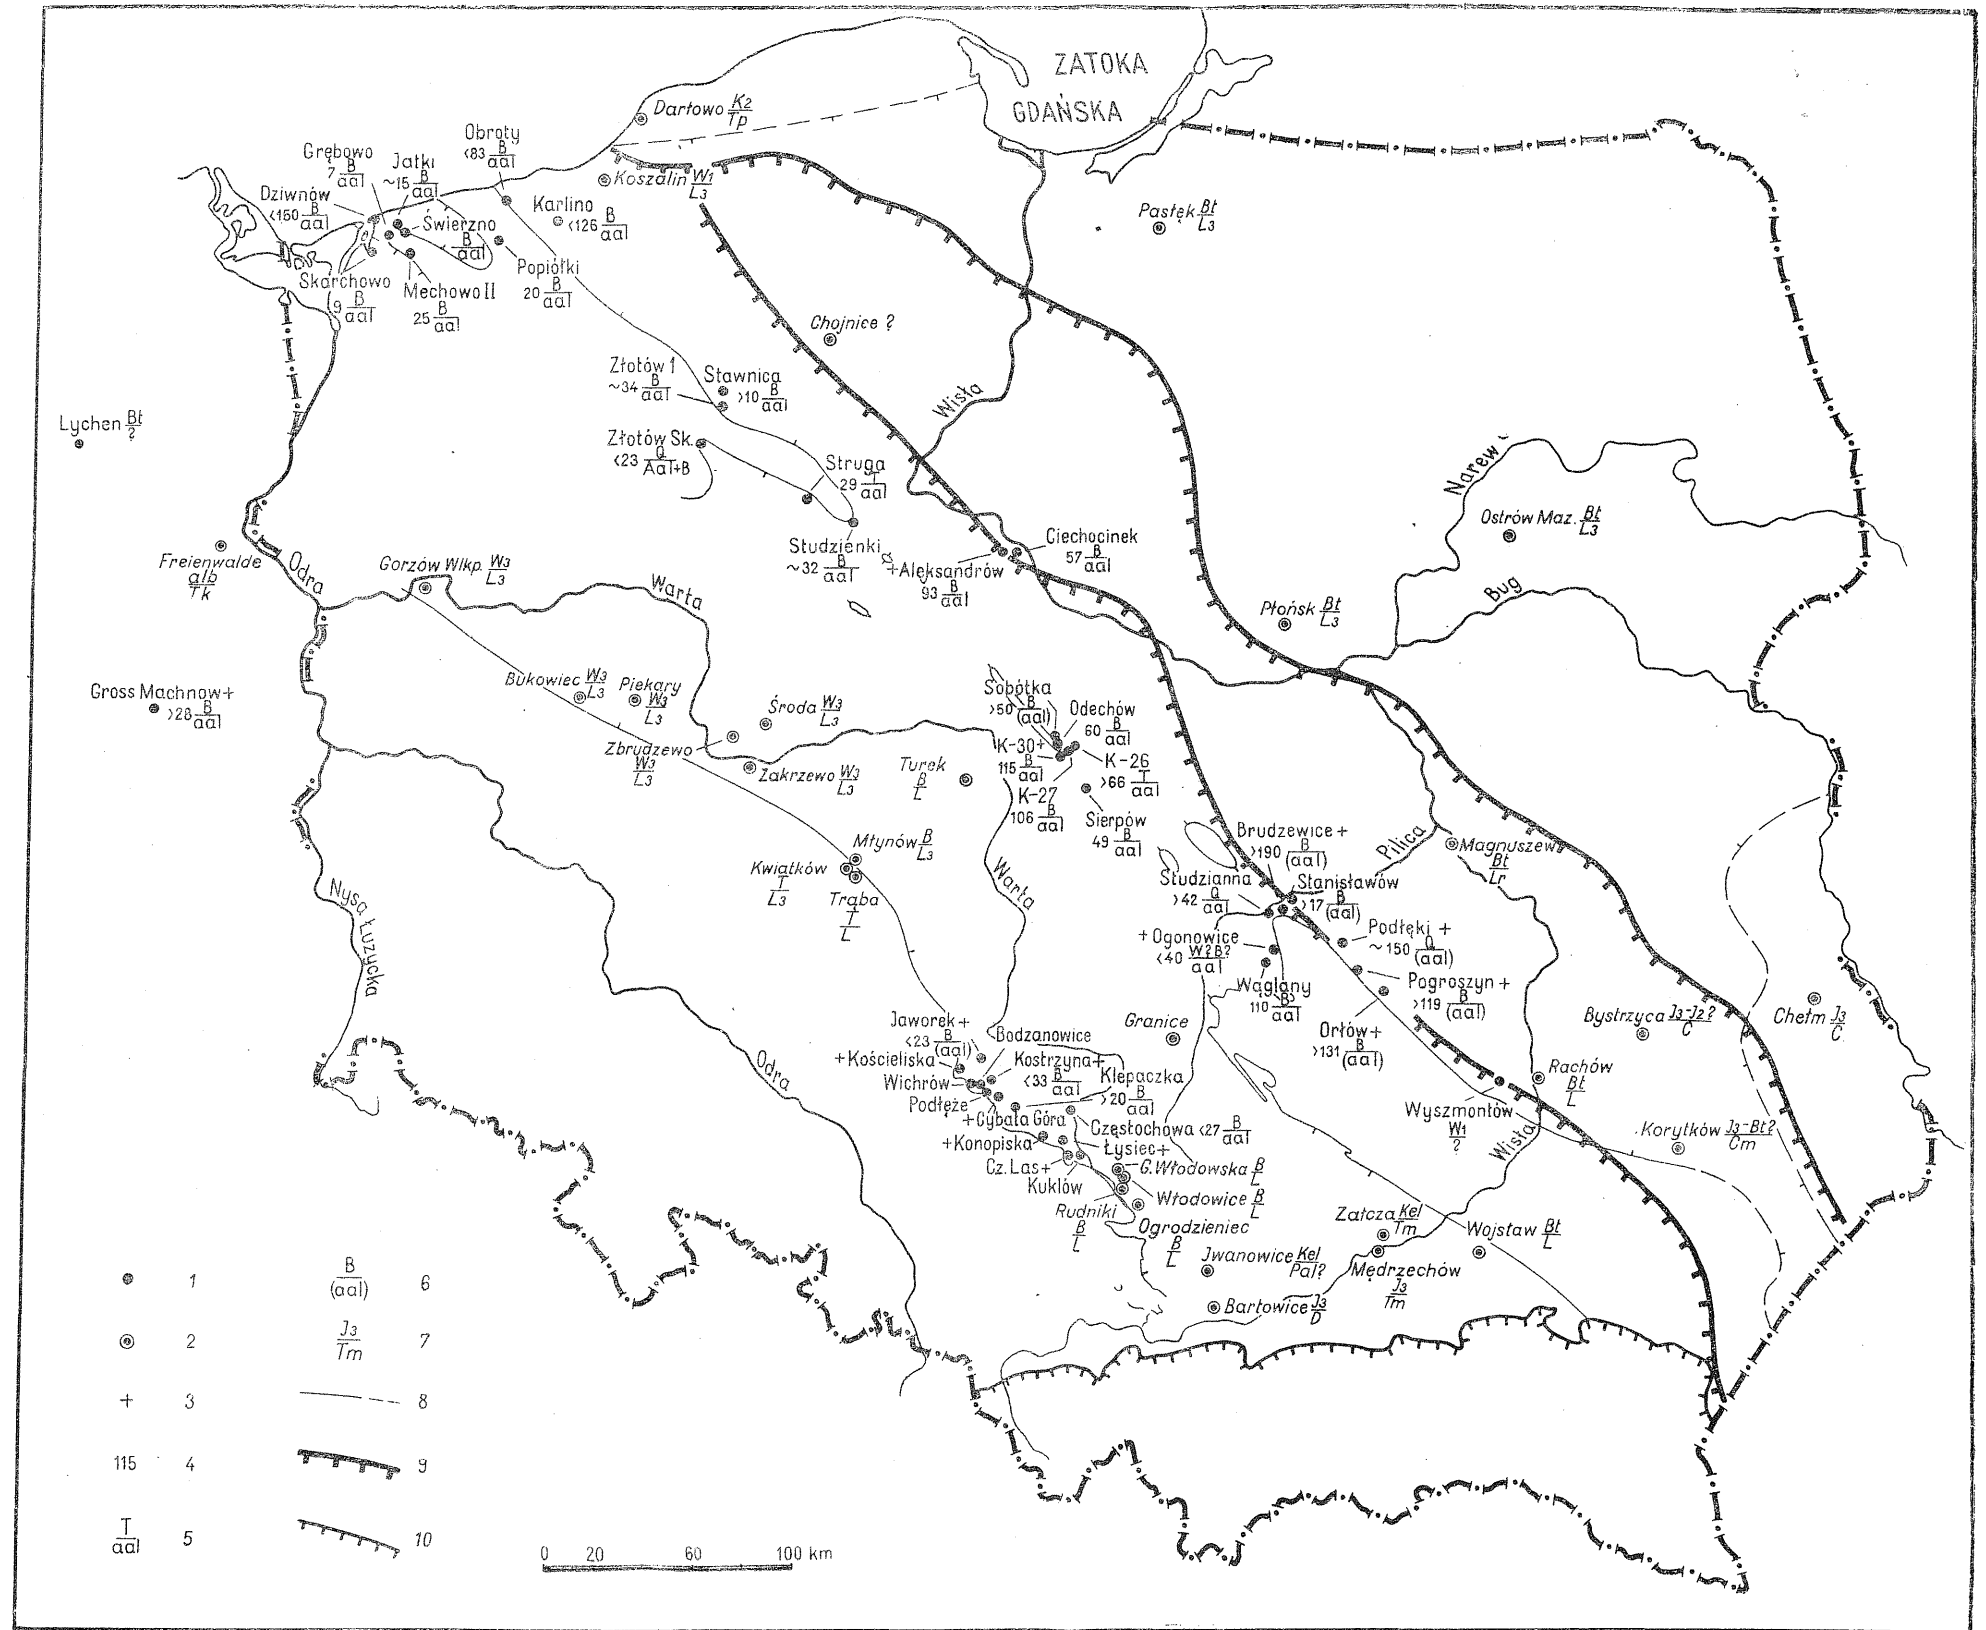 ZATOKA
GDAŃSKA
Darłowo K2
Tp
Obroty
<83 B
aal
Grębowo
7 B
aal
Jatki
~15 B
aal
Koszalin W1
L3
Dziwnów
<160 B
aal
Karlino
<126 B
aal
Pasłęk Bt
L3
Świerzno
B
aal
Skarchowo
9 B
aal
Mechowo II
25 B
aal
Popiółki
20 B
aal
Chojnice ?
Złotów 1
~34 B
aal
Stawnica
>10 B
aal
Wisła
Lychen Bt
?
Złotów Sk.
<23 Q
Aal+B
Struga
29 T
aal
Narew
Ostrów Maz. Bt
L3
Studzienki
~32 B
aal
Ciechocinek
57 B
aal
+Aleksandrów
93 B
aal
Freienwalde
alb
Tk
Odra
Gorzów Wlkp. W3
L3
Warta
Bug
Płońsk Bt
L3
Gross Machnow+
>28 B
aal
Bukowiec W3
L3
Piekary
W3
L3
Środa W3
L3
Sobótka
>50 B
(aal)
Odechów
60 B
aal
Zbrudzewo
W3
L3
Zakrzewo W3
L3
Turek
B
L
K-30+
115 B
aal
K-26
>66 T
aal
K-27
106 B
aal
Sierpów
49 B
aal
Młynów B
L3
Kwiatków
T
L3
Trąba
T
L
Warta
Brudzewice+
>190 B
(aal)
Pilica
Magnuszew
Bt
Lr
Studzianna
>42 Q
aal
Stanisławów
>17 B
(aal)
Nysa Łużycka
+Ogonowice
<40 W?B?
aal
Podłęki +
~150 Q
(aal)
Wąglany
110 B?
aal
Pogroszyn+
>119 B
(aal)
Orłów+
>131 B
(aal)
Granice
Bystrzyca J3-J2?
C
Chełm J3
C
Jaworek+
<23 B
(aal)
Bodzanowice
+Kościeliska
Kostrzyna+
<33 B
aal
Wichrów
Klepaczka
>20 B
aal
Podłęże
+Cybala Góra
Częstochowa <27 B
aal
Rachów
Bt
L
Wyszmontów
W1
?
Wisła
Korytków J3-Bt?
Cm
Odra
+Konopiska
Łysiec+
Cz. Las+
G. Włodowska B
L
Kuklów
Włodowice B
L
Rudniki
B
L
Ogrodzieniec
B
L
Załcza Kel
Tm
Wojsław Bt
L
Jwanowice Kel
Pal?
Mędrzechów
J3
Tm
Bartowice J3
D
1
B
(aal) 6
2
J3
Tm 7
+ 3
8
115 4
9
T
aal 5
10
0 20 60 100 km